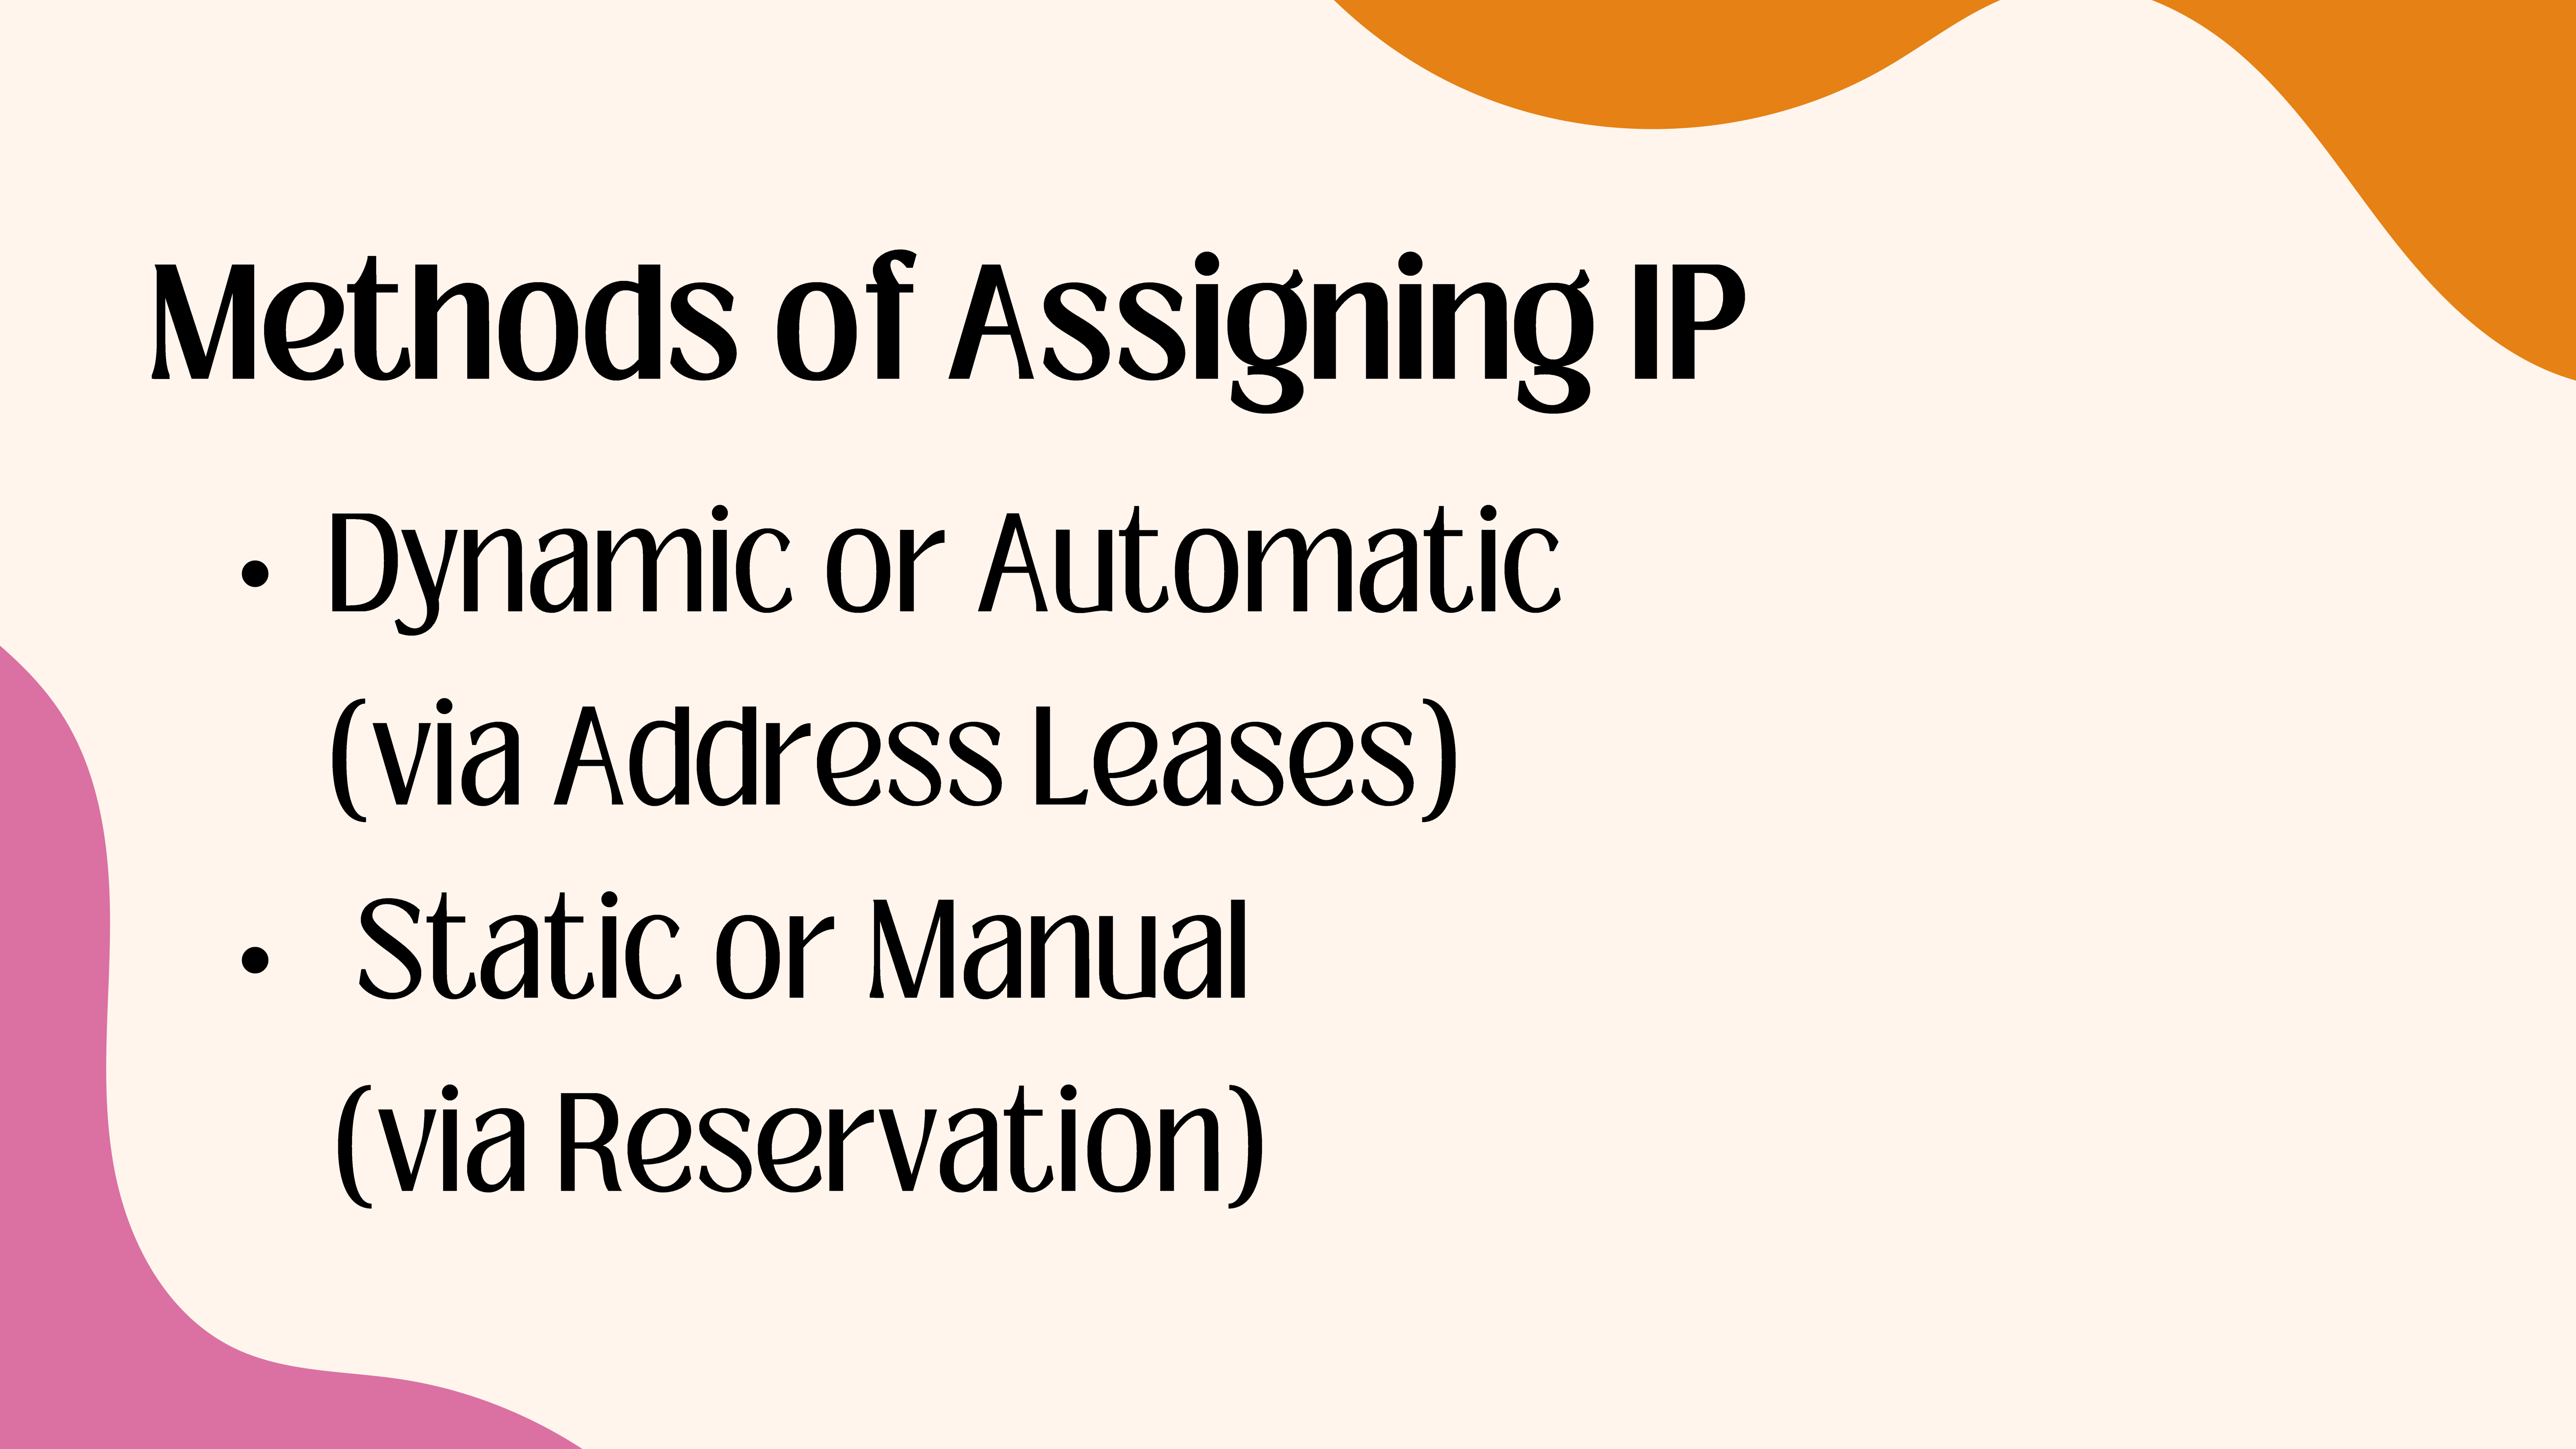 Methods of Assigning IP
• Dynamic or Automatic
(via Address Leases)
• Static or Manual
(via Reservation)